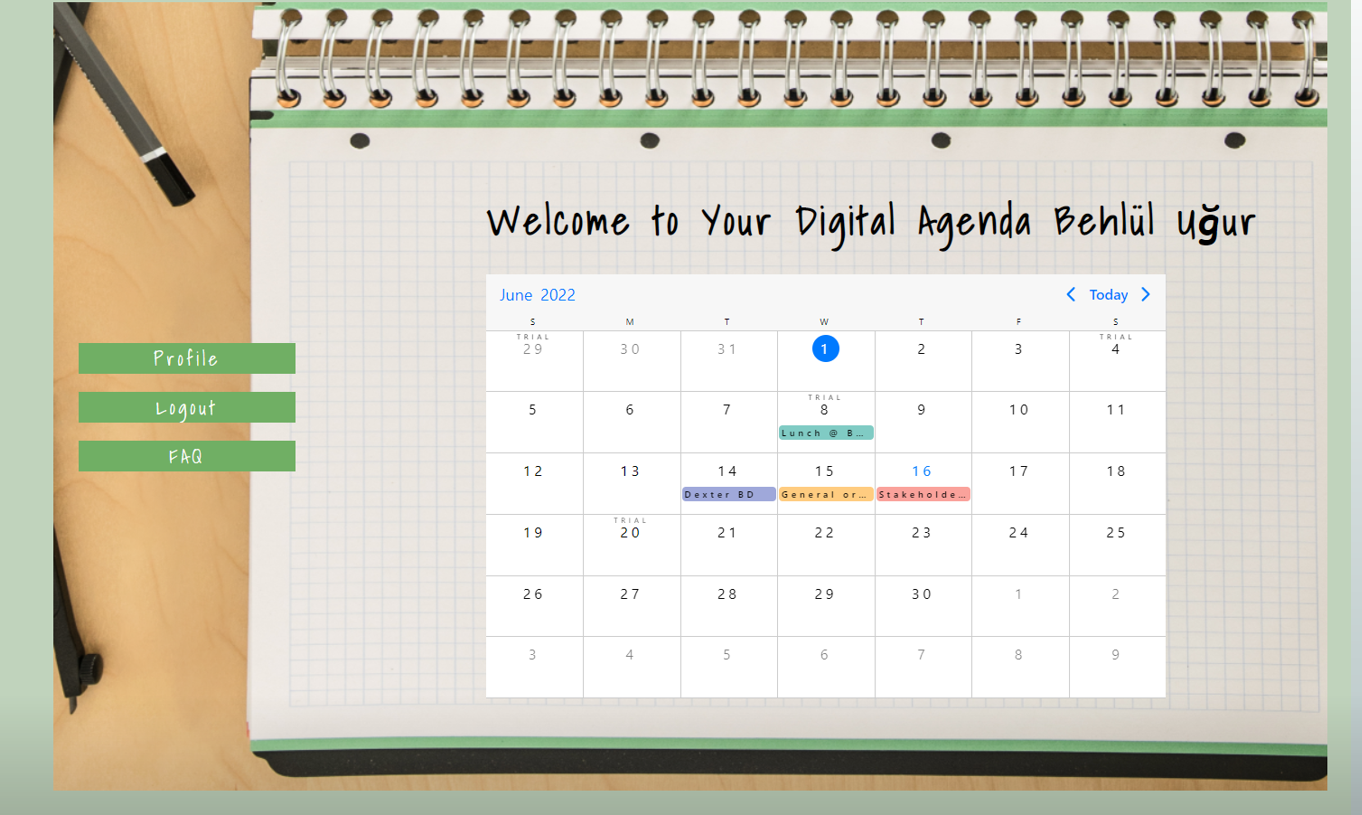 Welcome to Your Digital Agenda Behlül Uğur
June 2022
Today
S M T W T F S
TRIAL TRIAL
29 30 31 1 2 3 4
TRIAL
5 6 7 8 9 10 11
Lunch @ B...
12 13 14 15 16 17 18
Dexter BD General or... Stakeholde...
TRIAL
19 20 21 22 23 24 25
26 27 28 29 30 1 2
3 4 5 6 7 8 9
Profile
Logout
FAQ